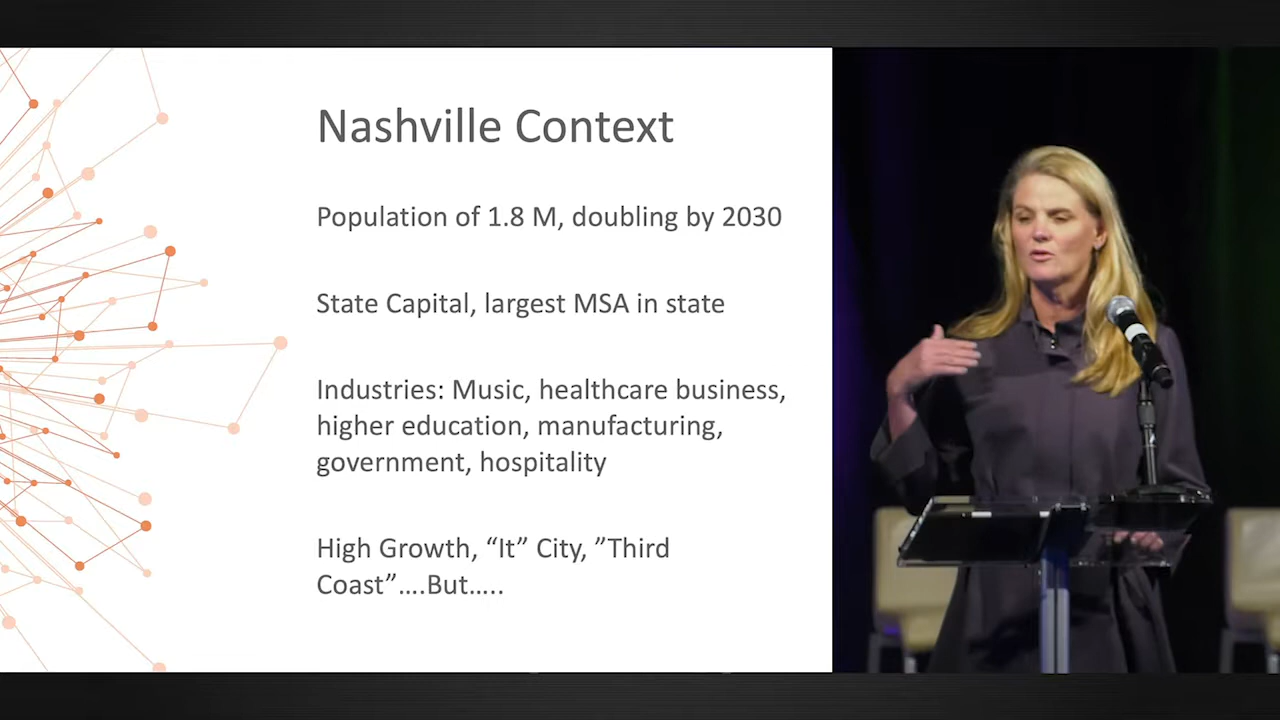 Nashville Context
Population of 1.8 M, doubling by 2030
State Capital, largest MSA in state
Industries: Music, healthcare business,
higher education, manufacturing,
government, hospitality
High Growth, “It” City, ”Third
Coast”....But.....